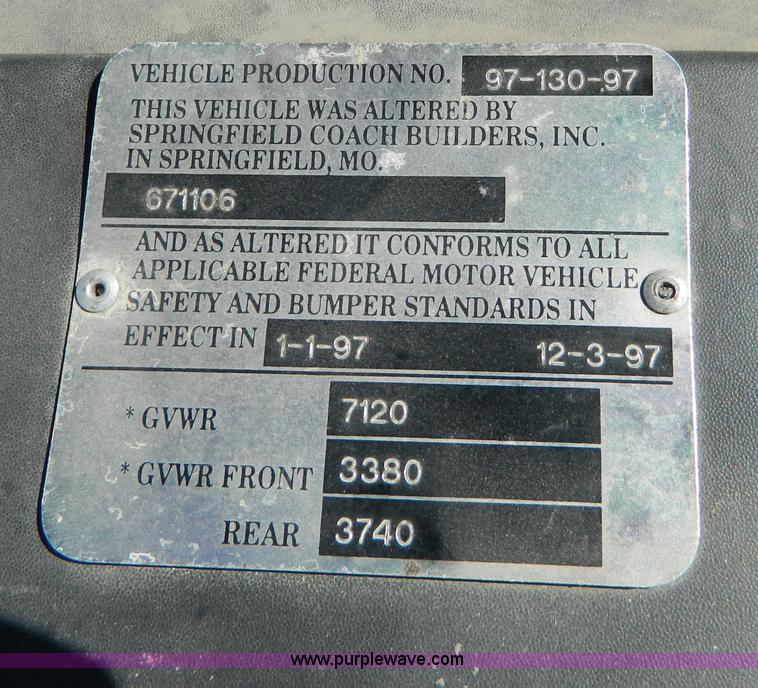 VEHICLE PRODUCTION NO. 97-130-97
THIS VEHICLE WAS ALTERED BY
SPRINGFIELD COACH BUILDERS, INC.
IN SPRINGFIELD, MO.
671106
AND AS ALTERED IT CONFORMS TO ALL
APPLICABLE FEDERAL MOTOR VEHICLE
SAFETY AND BUMPER STANDARDS IN
EFFECT IN 1-1-97 12-3-97
* GVWR 7120
* GVWR FRONT 3380
REAR 3740
www.purplewave.com